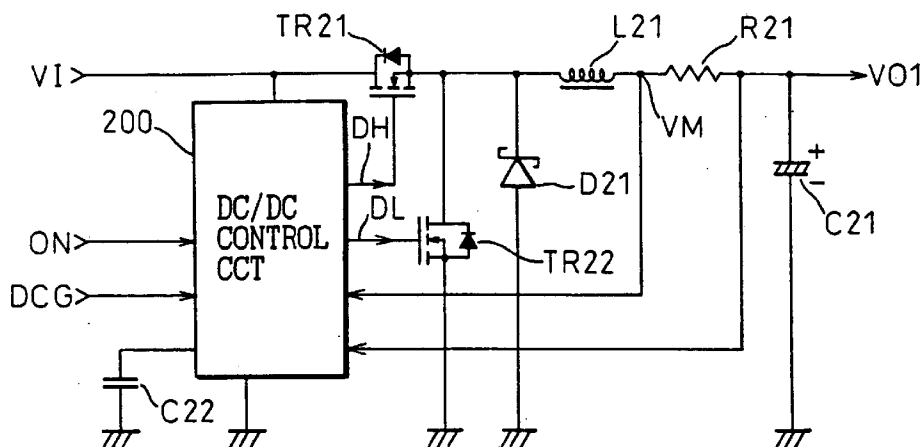 TR21
L21
R21
VI
VO1
200
DH
VM
DL
DC/DC
CONTROL
CCT
D21
+
-
C21
ON
TR22
DCG
C22